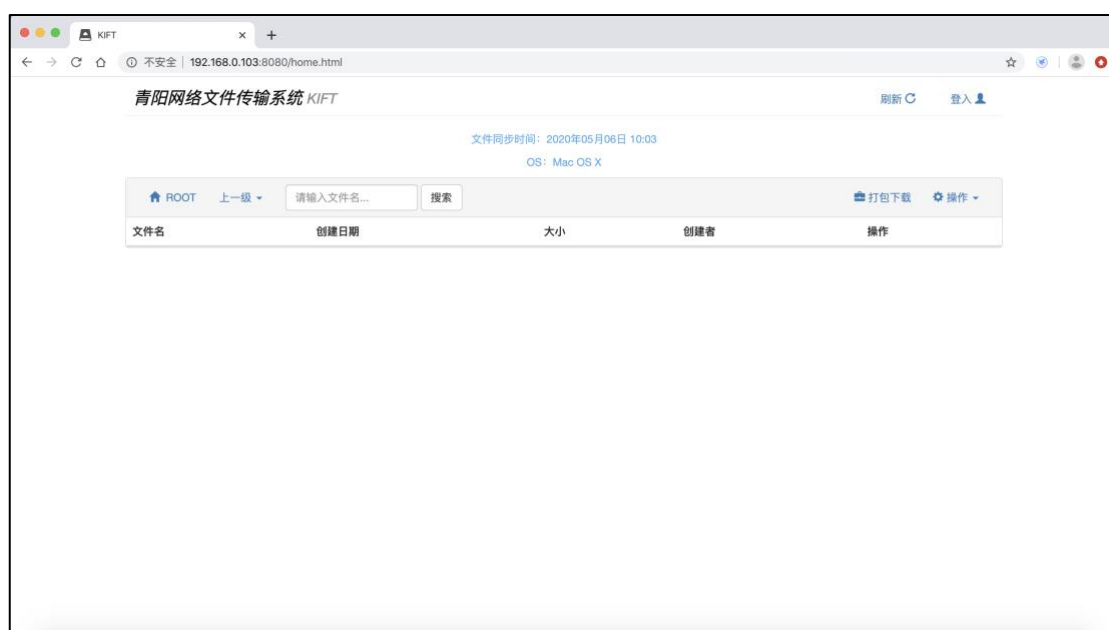 KIFT
不安全 | 192.168.0.103:8080/home.html
青阳网络文件传输系统 KIFT 刷新 登入
文件同步时间：2020年05月06日 10:03
OS：Mac OS X
ROOT 上一级 请输入文件名... 搜索 打包下载 操作
文件名 创建日期 大小 创建者 操作